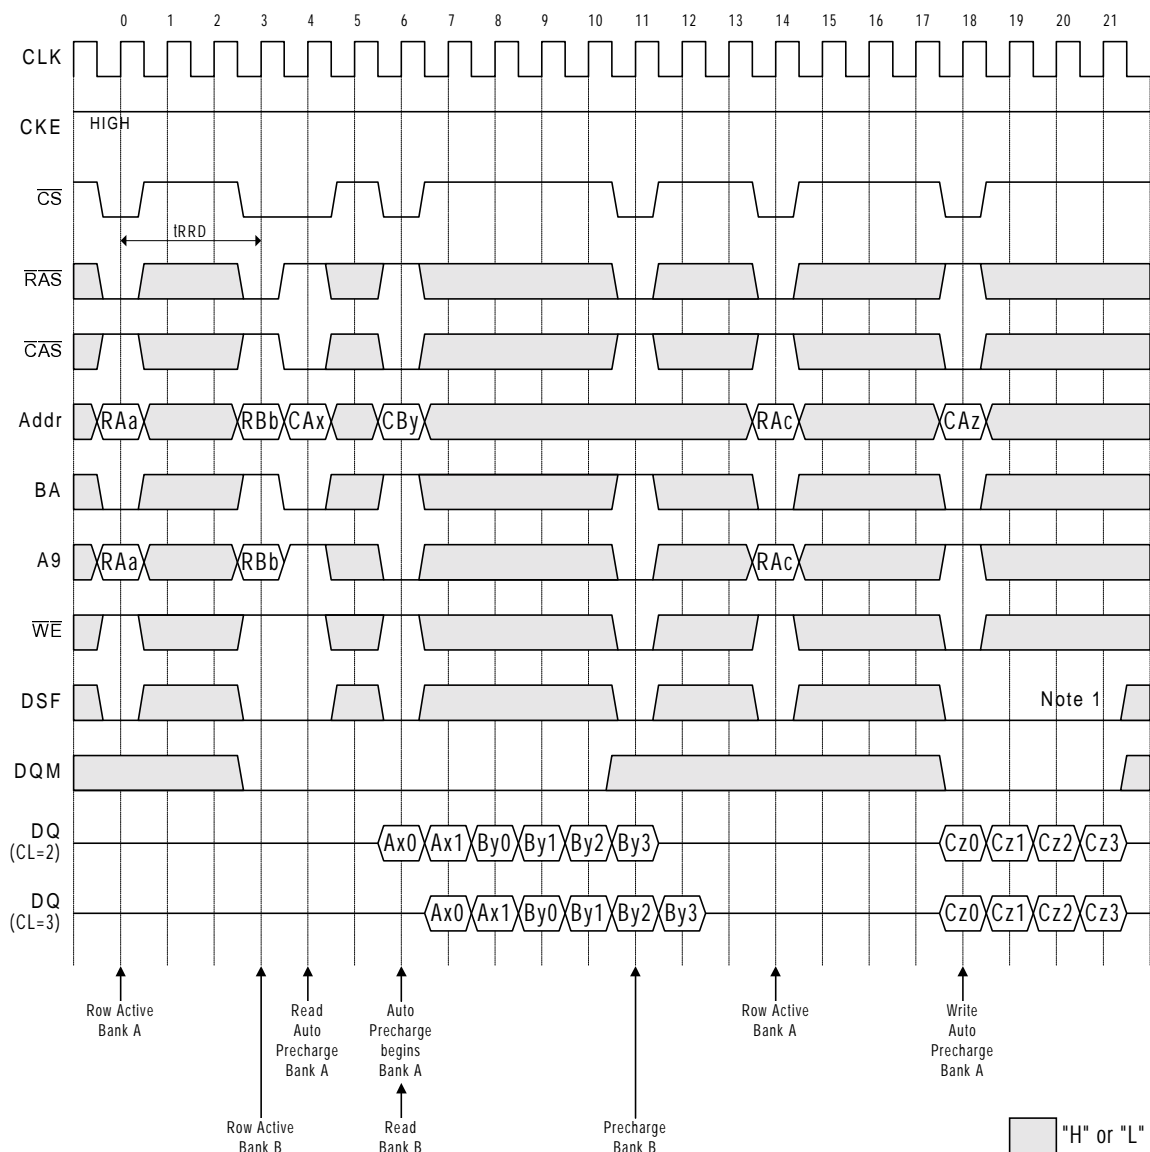 0 1 2 3 4 5 6 7 8 9 10 11 12 13 14 15 16 17 18 19 20 21
CLK
CKE HIGH
CS
tRRD
RAS
CAS
Addr RAa RBb CAx CBy RAc CAz
BA
A9 RAa RBb RAc
WE
DSF Note 1
DQM
DQ
(CL=2) Ax0 Ax1 By0 By1 By2 By3 Cz0 Cz1 Cz2 Cz3
DQ
(CL=3) Ax0 Ax1 By0 By1 By2 By3 Cz0 Cz1 Cz2 Cz3
Row Active
Bank A
Read
Auto
Precharge
Bank A
Auto
Precharge
begins
Bank A
Row Active
Bank A
Write
Auto
Precharge
Bank A
Row Active
Bank B
Read
Bank B
Precharge
Bank B
"H" or "L"